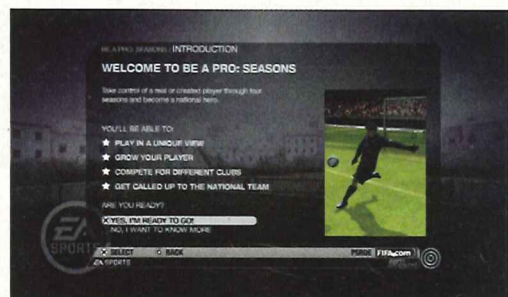 BE A PRO: SEASONS / INTRODUCTION
WELCOME TO BE A PRO: SEASONS
Take control of a real or created player through four
seasons and become a national hero.
YOU'LL BE ABLE TO:
★ PLAY IN A UNIQUE VIEW
★ GROW YOUR PLAYER
★ COMPETE FOR DIFFERENT CLUBS
★ GET CALLED UP TO THE NATIONAL TEAM
ARE YOU READY?
YES, I'M READY TO GO!
NO, I WANT TO KNOW MORE
EA
SPORTS
SELECT BACK FIFA.com
EA SPORTS